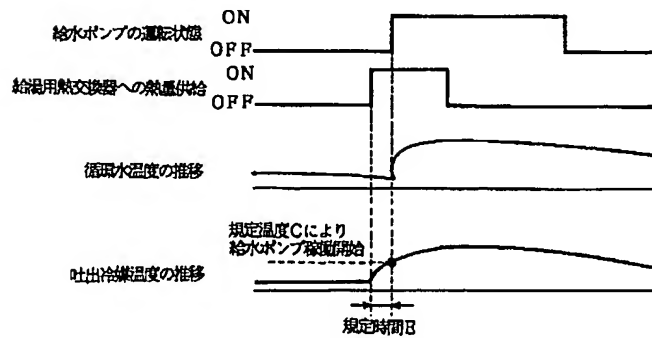 ON
給水ポンプの運転状態
OFF
ON
給湯用熱交換器への熱量供給
OFF
循環水温度の推移
規定温度Cにより
給水ポンプ稼動開始
吐出冷媒温度の推移
規定時間B